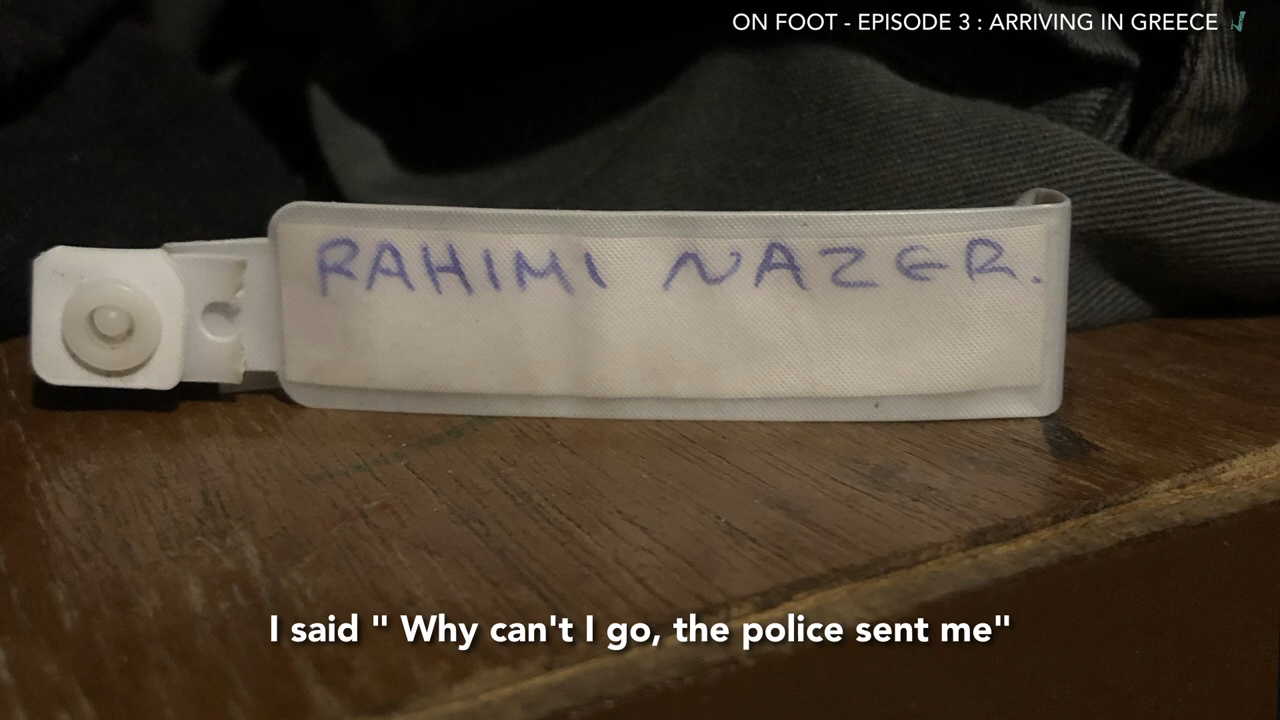 ON FOOT - EPISODE 3 : ARRIVING IN GREECE
RAHIMI NAZER.
I said " Why can't I go, the police sent me"